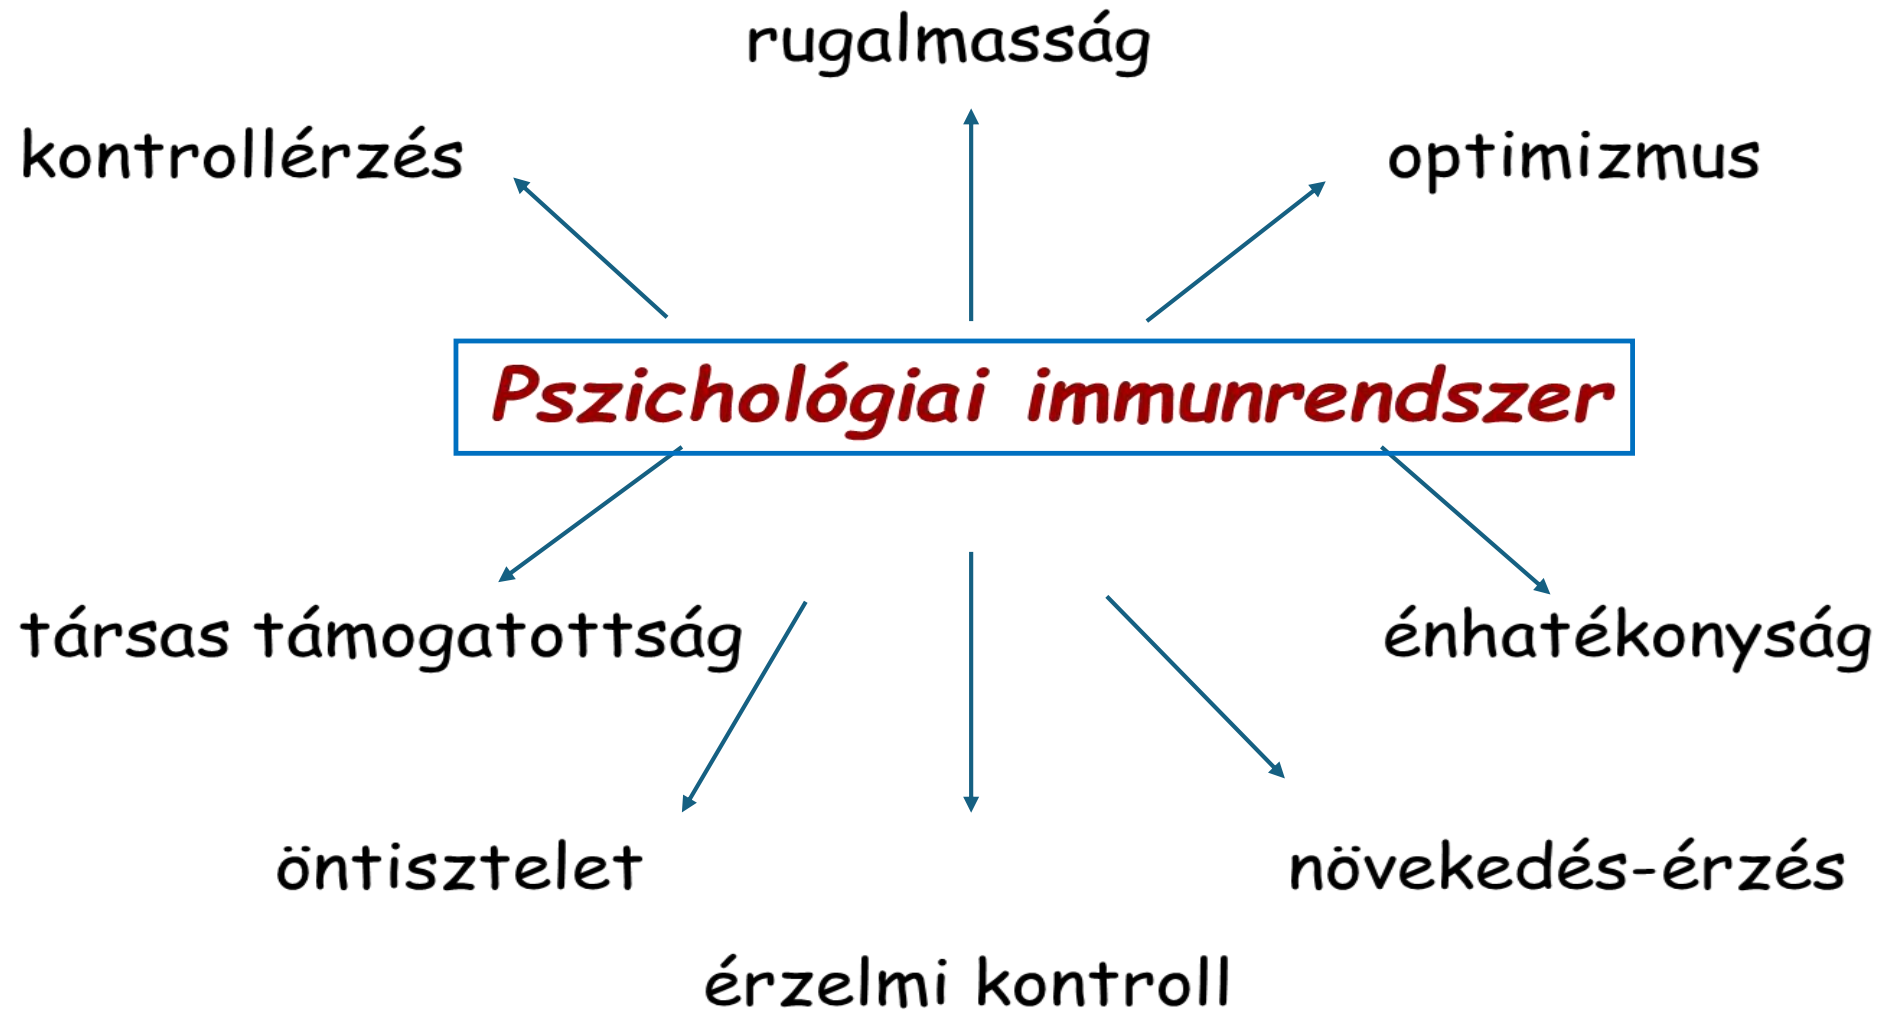 rugalmasság
kontrollérzés
optimizmus
Pszichológiai immunrendszer
társas támogatottság
énhatékonyság
öntisztelet
növekedés-érzés
érzelmi kontroll